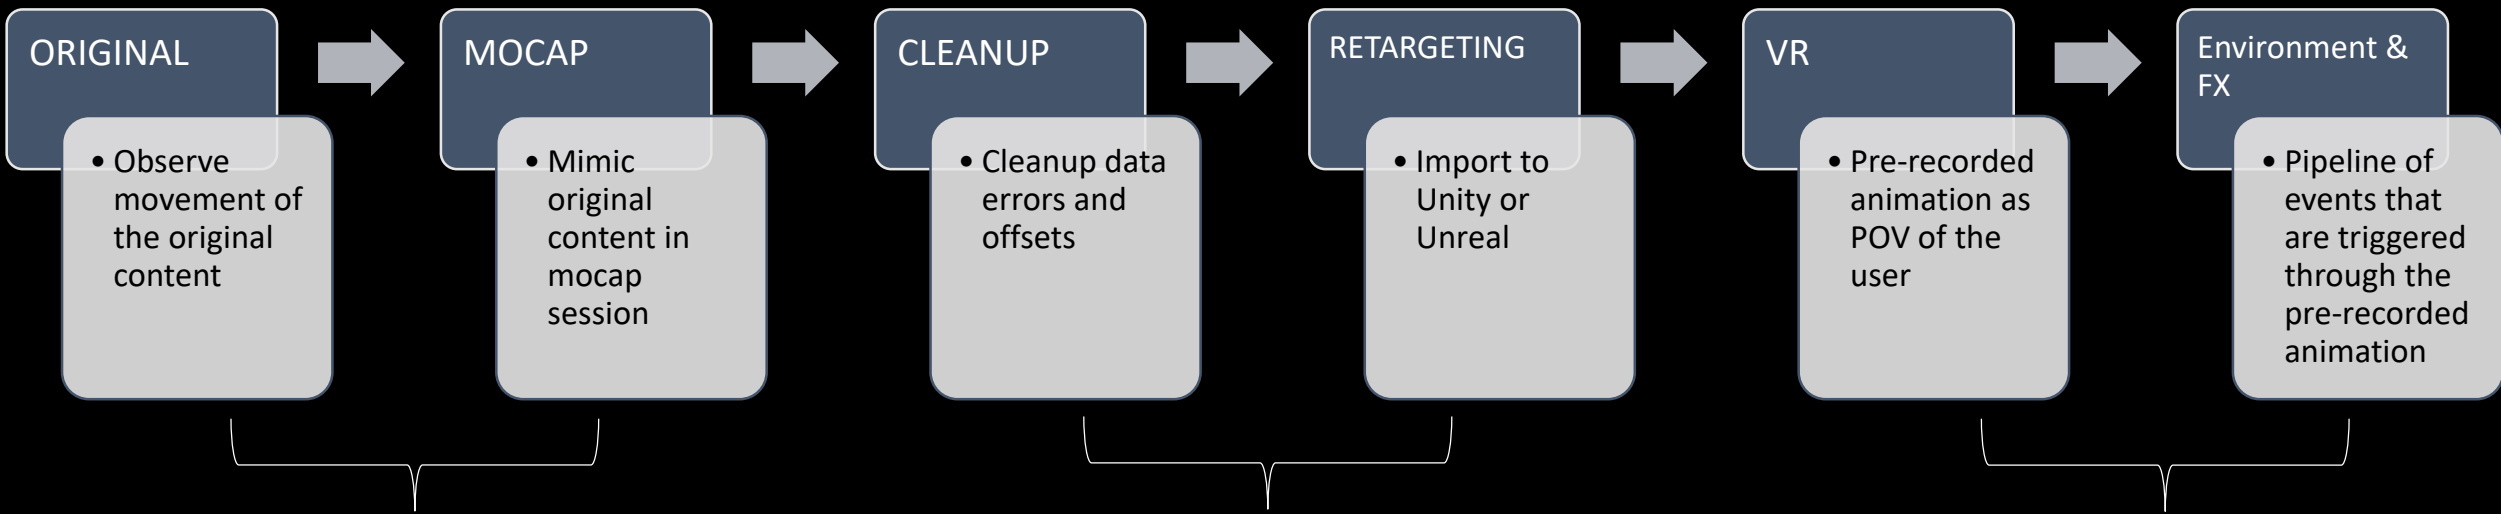 ORIGINAL
• Observe
movement of
the original
content
MOCAP
• Mimic
original
content in
mocap
session
CLEANUP
• Cleanup data
errors and
offsets
RETARGETING
• Import to
Unity or
Unreal
VR
• Pre-recorded
animation as
POV of the
user
Environment &
FX
• Pipeline of
events that
are triggered
through the
pre-recorded
animation